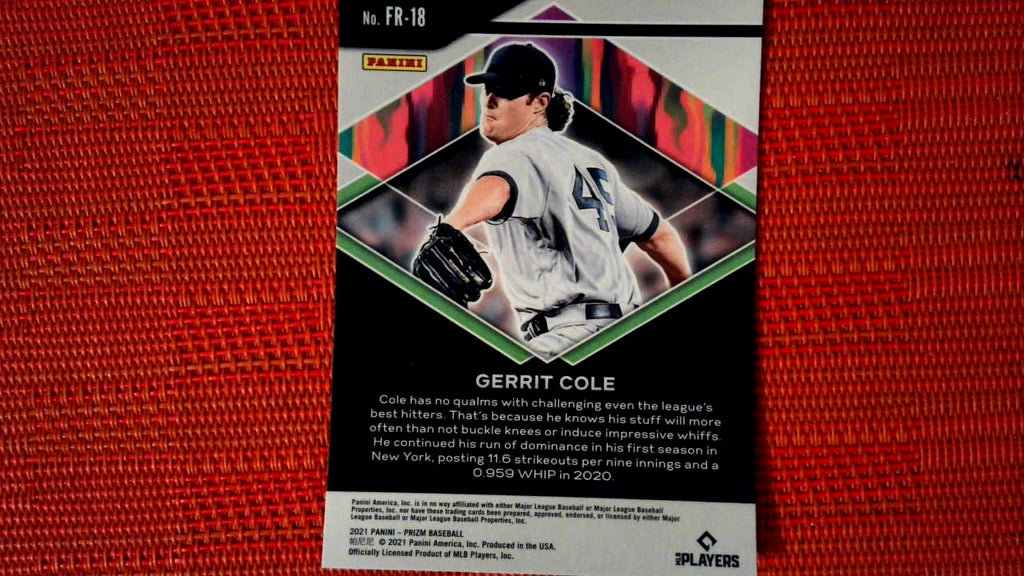 No. FR-18
PANINI
45
GERRIT COLE
Cole has no qualms with challenging even the league's
best hitters. That's because he knows his stuff will more
often than not buckle knees or induce impressive whiffs.
He continued his run of dominance in his first season in
New York, posting 11.6 strikeouts per nine innings and a
0.959 WHIP in 2020.
Panini America, Inc. is in no way affiliated with either Major League Baseball or Major League Baseball
Properties, Inc. nor have these trading cards been prepared, approved, endorsed, or licensed by either Major
League Baseball or Major League Baseball Properties, Inc.
2021 PANINI – PRIZM BASEBALL
帕尼尼 © 2021 Panini America, Inc. Produced in the USA.
Officially Licensed Product of MLB Players, Inc.
MLB PLAYERS